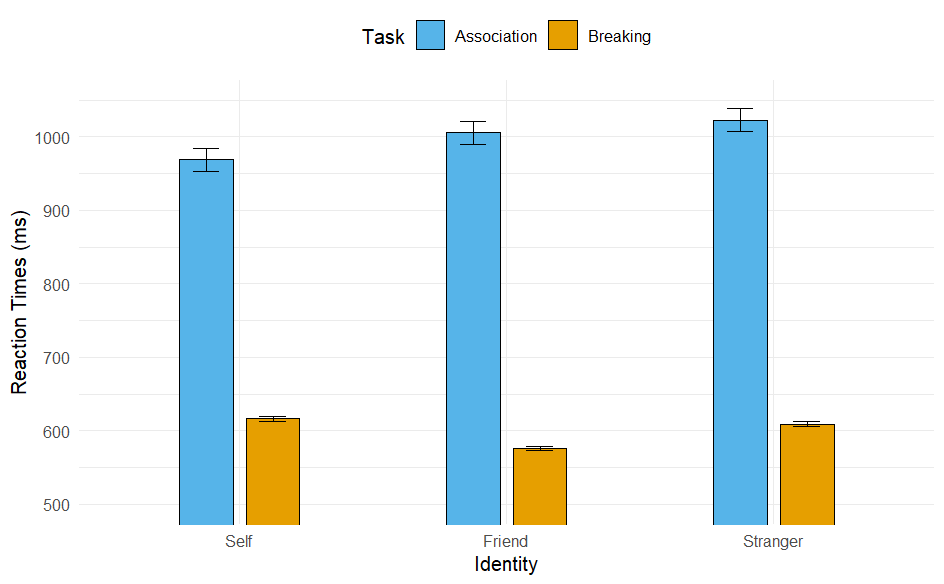 Task Association Breaking
Reaction Times (ms)
1000
900
800
700
600
500
Self Friend Stranger
Identity